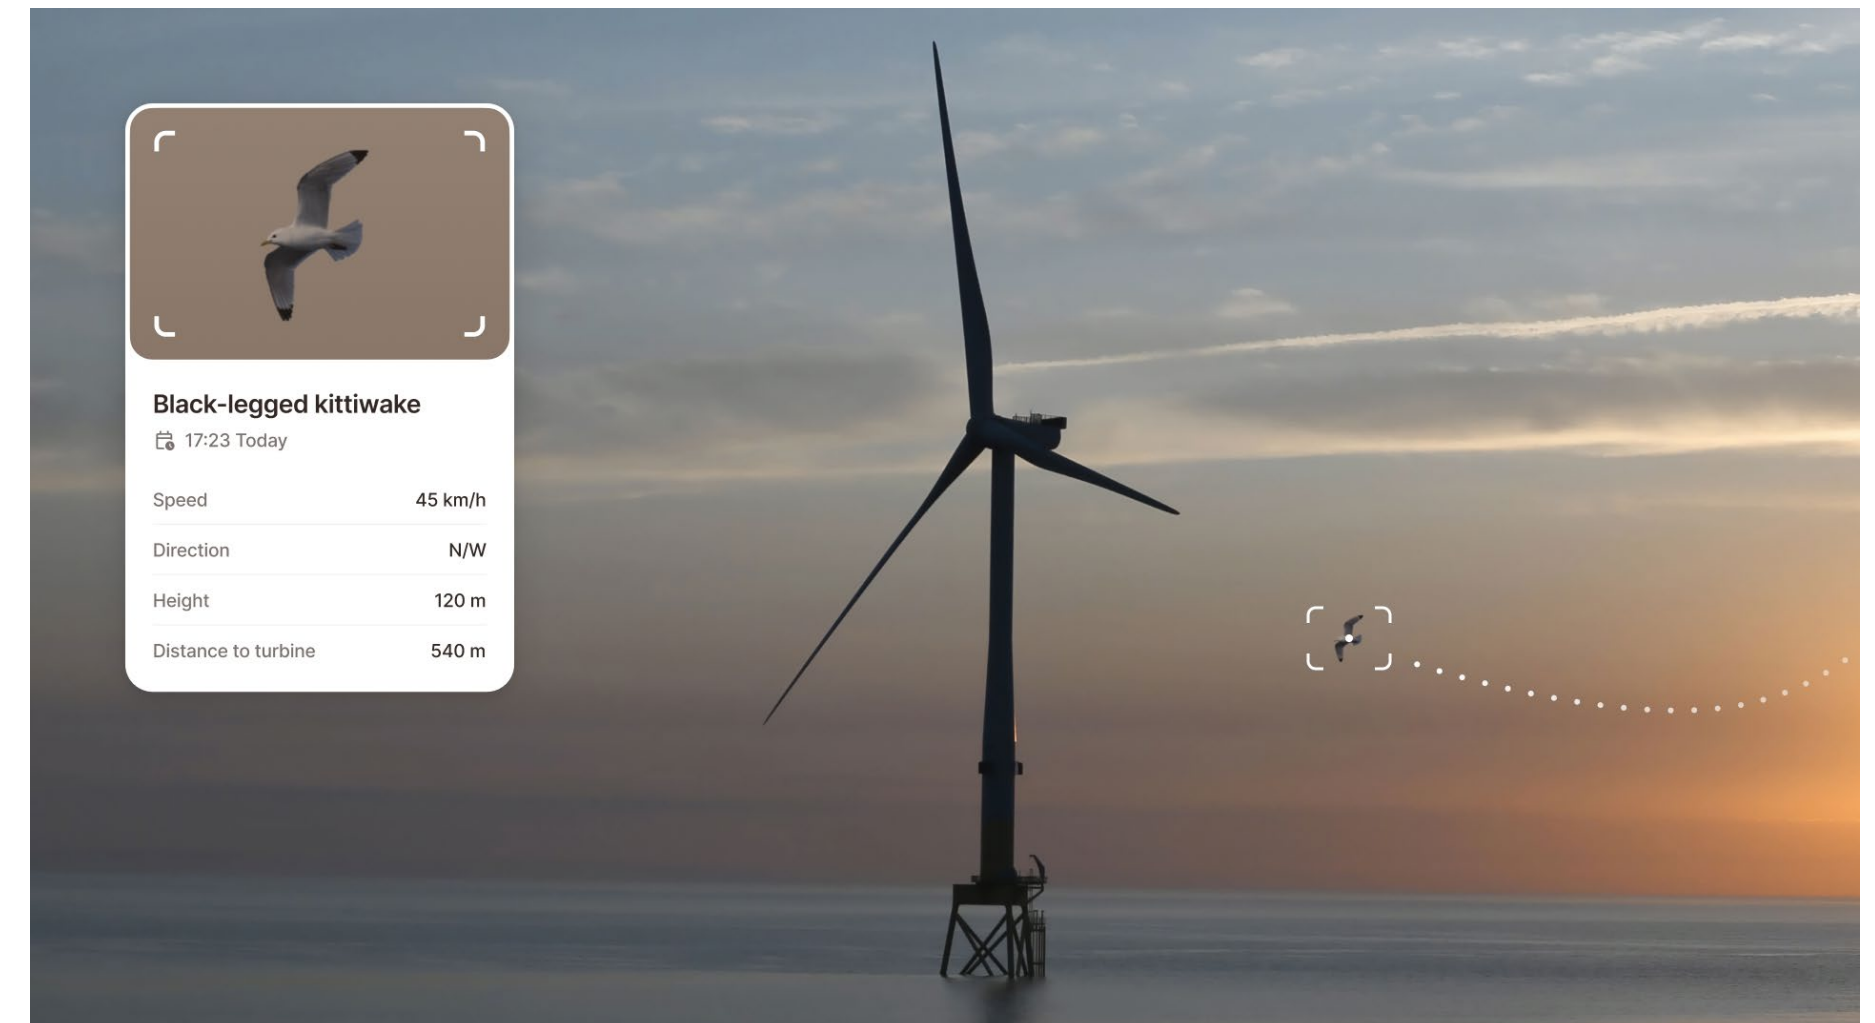 Black-legged kittiwake
17:23 Today
Speed 45 km/h
Direction N/W
Height 120 m
Distance to turbine 540 m